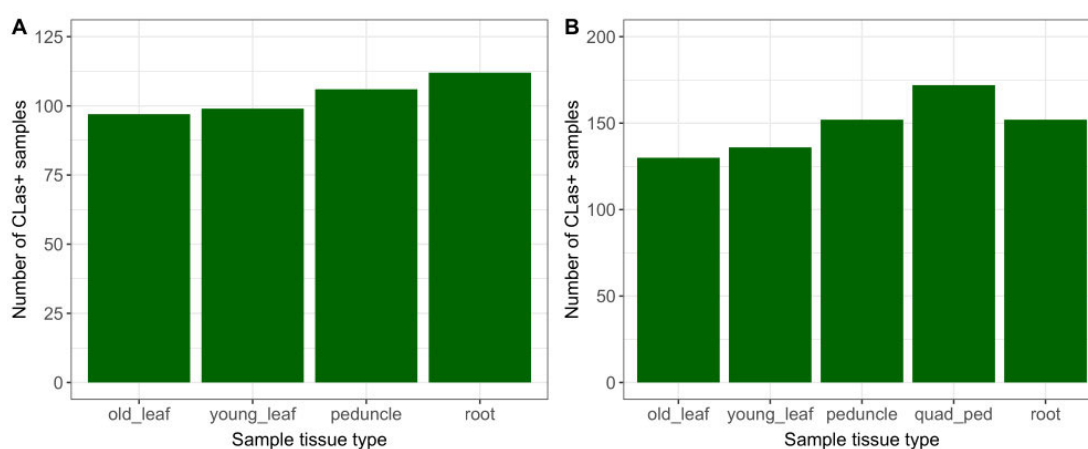 A
Number of CLas+ samples
125
100
75
50
25
0
old_leaf young_leaf peduncle root
Sample tissue type
B
Number of CLas+ samples
200
150
100
50
0
old_leaf young_leaf peduncle quad_ped root
Sample tissue type